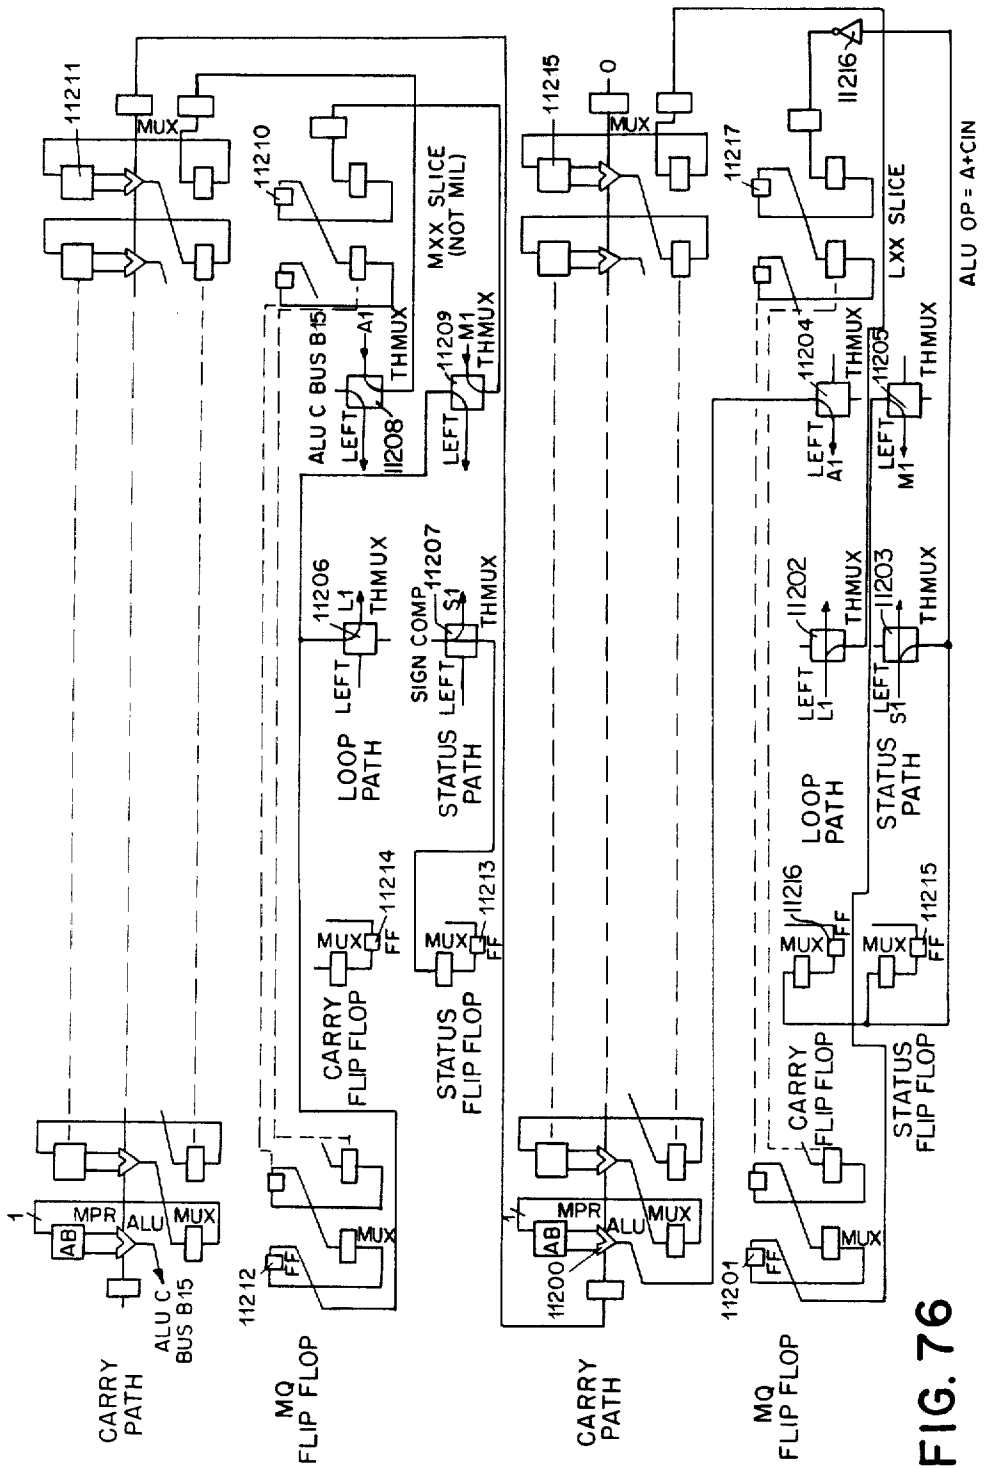 CARRY
PATH
1
AB
MPR
ALU
MUX
ALU C
BUS B15
MUX
11211
MQ
FLIP FLOP
11212
FF
MUX
11210
CARRY
FLIP FLOP
MUX
FF
11214
LOOP
PATH
LEFT
11206
L1
THMUX
ALU C BUS B15
LEFT
A1
THMUX
11208
STATUS
FLIP FLOP
MUX
FF
11213
STATUS
PATH
SIGN COMP
LEFT
11207
S1
THMUX
LEFT
11209
M1
THMUX
MXX SLICE
(NOT MIL)
CARRY
PATH
1
AB
MPR
ALU
MUX
11200
MUX
11215
0
MQ
FLIP FLOP
11201
FF
MUX
11217
CARRY
FLIP FLOP
MUX
11216
FF
LOOP
PATH
LEFT
L1
11202
THMUX
LEFT
A1
11204
THMUX
LXX SLICE
11216
STATUS
FLIP FLOP
MUX
FF
11215
STATUS
PATH
LEFT
S1
11203
THMUX
LEFT
M1
11205
THMUX
ALU OP = A+CIN
FIG. 76